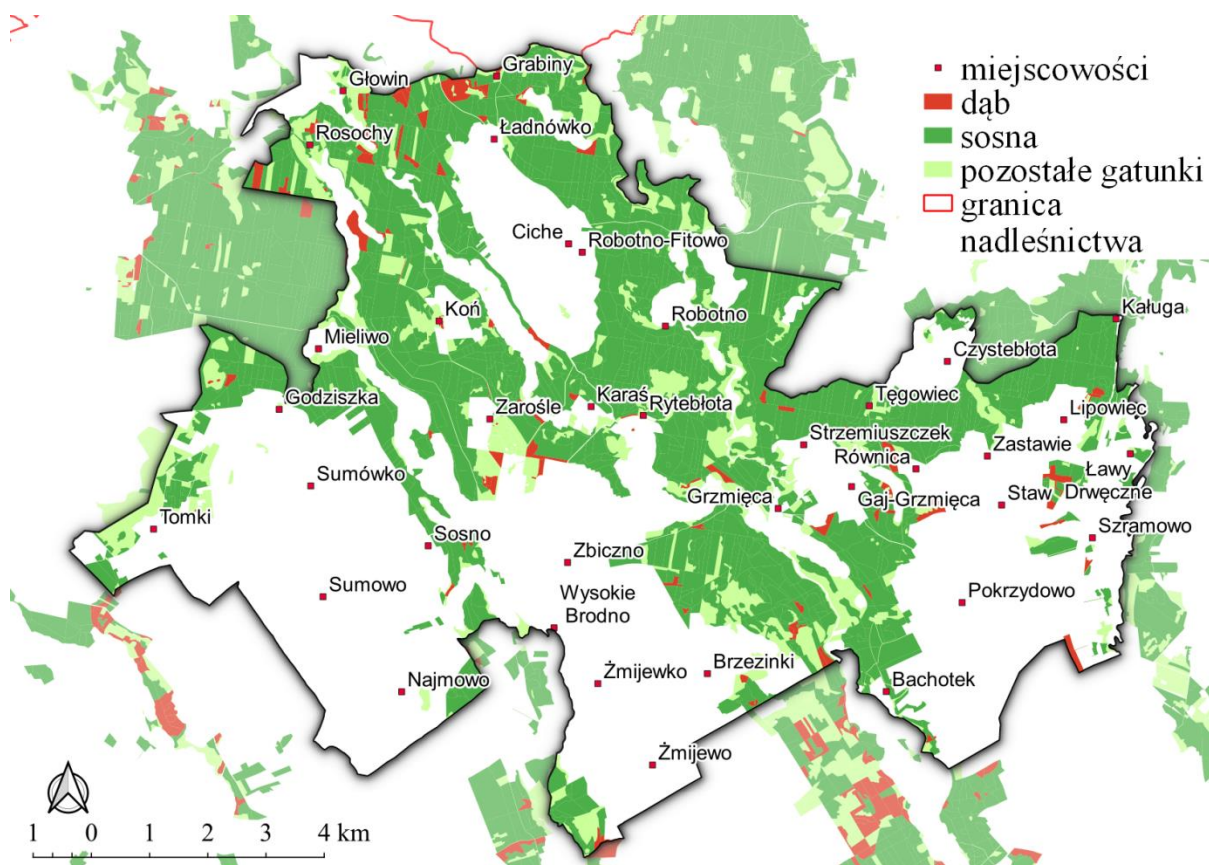 Głowin
Grabiny
miejscowości
dąb
Rosochy
Ładnówko
sosna
pozostałe gatunki
granica
nadleśnictwa
Ciche
Robotno-Fitowo
Koń
Robotno
Kaługa
Mieliwo
Czystebłota
Godziszka
Karaś
Zarośle
Rytebłota
Tęgowiec
Lipowiec
Strzemiuszczek
Zastawie
Równica
Ławy
Drwęczne
Sumówko
Grzmięca
Gaj-Grzmięca
Staw
Tomki
Szramowo
Sosno
Zbiczno
Sumowo
Wysokie
Brodno
Pokrzydowo
Najmowo
Żmijewko
Brzezinki
Bachotek
Żmijewo
1 0 1 2 3 4 km